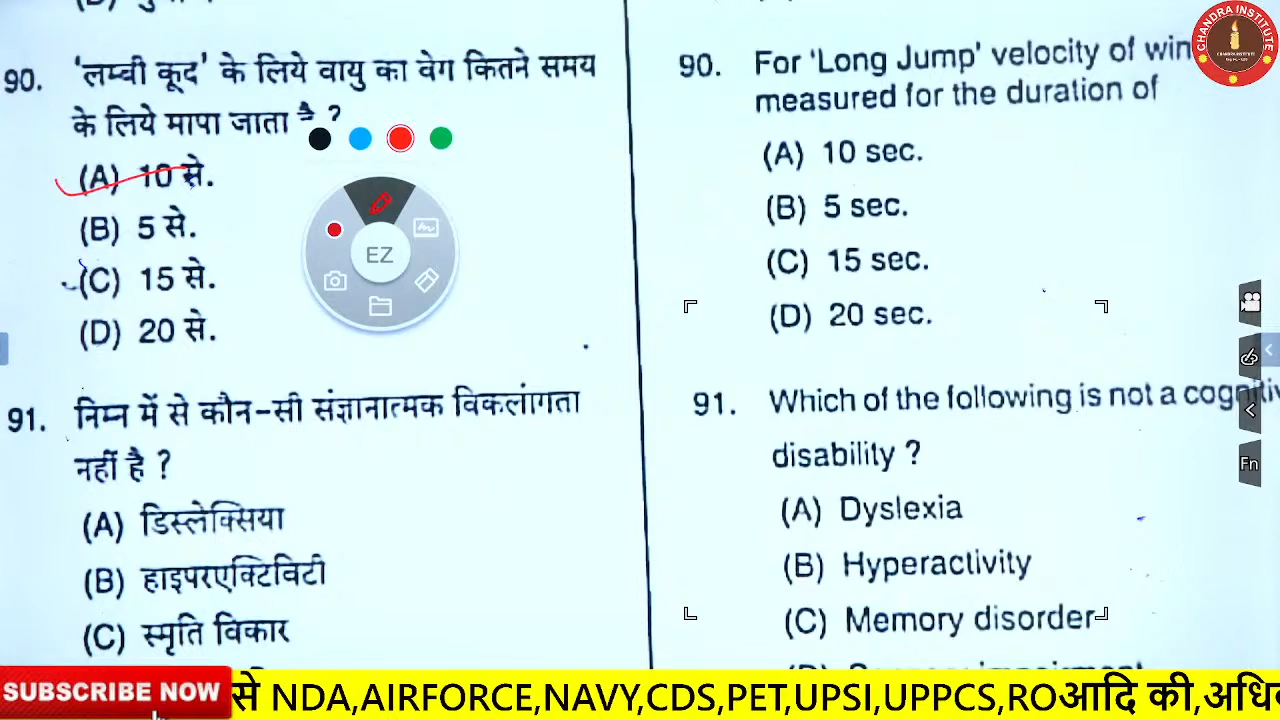 90. 'लम्बी कूद' के लिये वायु का वेग कितने समय
के लिये मापा जाता है ?
(A) 10 से.
(B) 5 से.
(C) 15 से.
(D) 20 से.
91. निम्न में से कौन-सी संज्ञानात्मक विकलांगता
नहीं है ?
(A) डिस्लेक्सिया
(B) हाइपरएक्टिविटी
(C) स्मृति विकार
90. For 'Long Jump' velocity of win
measured for the duration of
(A) 10 sec.
(B) 5 sec.
(C) 15 sec.
(D) 20 sec.
91. Which of the following is not a cognitiv
disability ?
(A) Dyslexia
(B) Hyperactivity
(C) Memory disorder
EZ
Fn
CHANDRA INSTITUTE
SUBSCRIBE NOW
से NDA,AIRFORCE,NAVY,CDS,PET,UPSI,UPPCS,ROआदि की,अधि